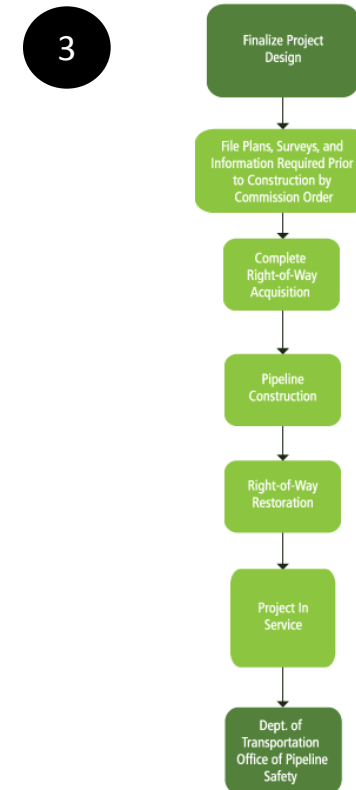 3
Finalize Project
Design
File Plans, Surveys, and
Information Required Prior
to Construction by
Commission Order
Complete
Right-of-Way
Acquisition
Pipeline
Construction
Right-of-Way
Restoration
Project In
Service
Dept. of
Transportation
Office of Pipeline
Safety